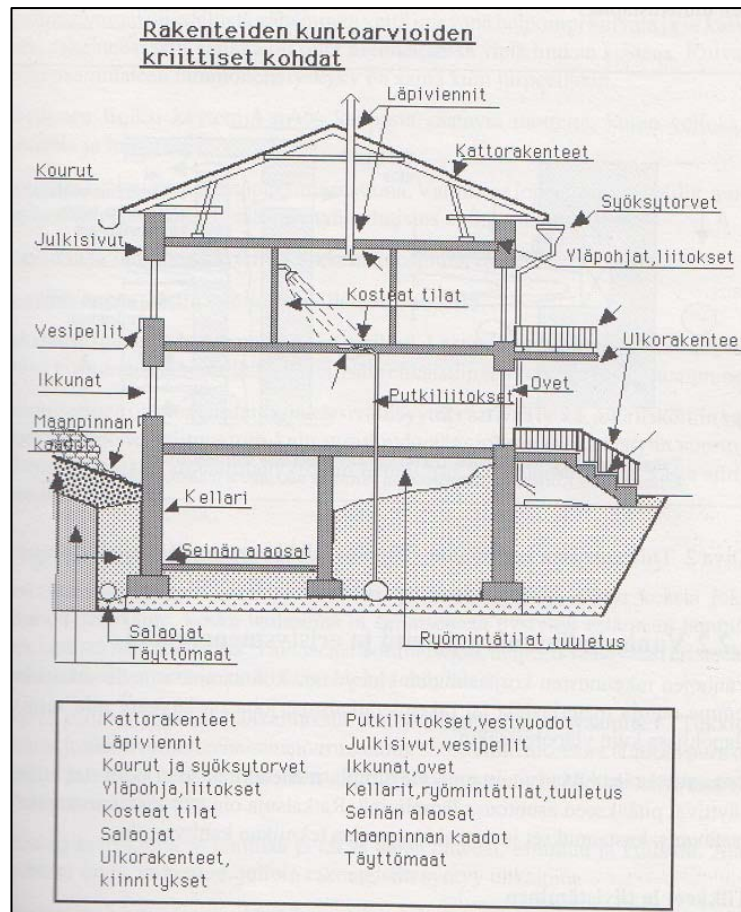 Rakenteiden kuntoarvioiden
kriittiset kohdat
Läpiviennit
Kattorakenteet
Kourut
Syöksytorvet
Julkisivut
Yläpohjat,liitokset
Kosteat tilat
Vesipellit
Ulkorakentee
Ikkunat
Ovet
Putkiliitokset
Maanpinnan
kaadot
Kellari
Seinän alaosat
Salaojat
Ryömintätilat,tuuletus
Täyttömaat
Kattorakenteet
Läpiviennit
Kourut ja syöksytorvet
Yläpohja,liitokset
Kosteat tilat
Salaojat
Ulkorakenteet,
kiinnitykset
Putkiliitokset,vesivuodot
Julkisivut,vesipellit
Ikkunat,ovet
Kellarit,ryömintätilat,tuuletus
Seinän alaosat
Maanpinnan kaadot
Täyttömaat